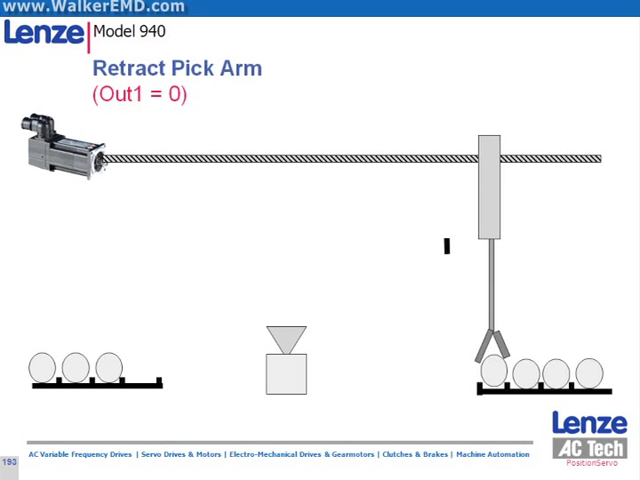 www.WalkerEMD.com
Lenze Model 940
Retract Pick Arm
(Out1 = 0)
Lenze
AC Tech
PositionServo
AC Variable Frequency Drives | Servo Drives & Motors | Electro-Mechanical Drives & Gearmotors | Clutches & Brakes | Machine Automation
193